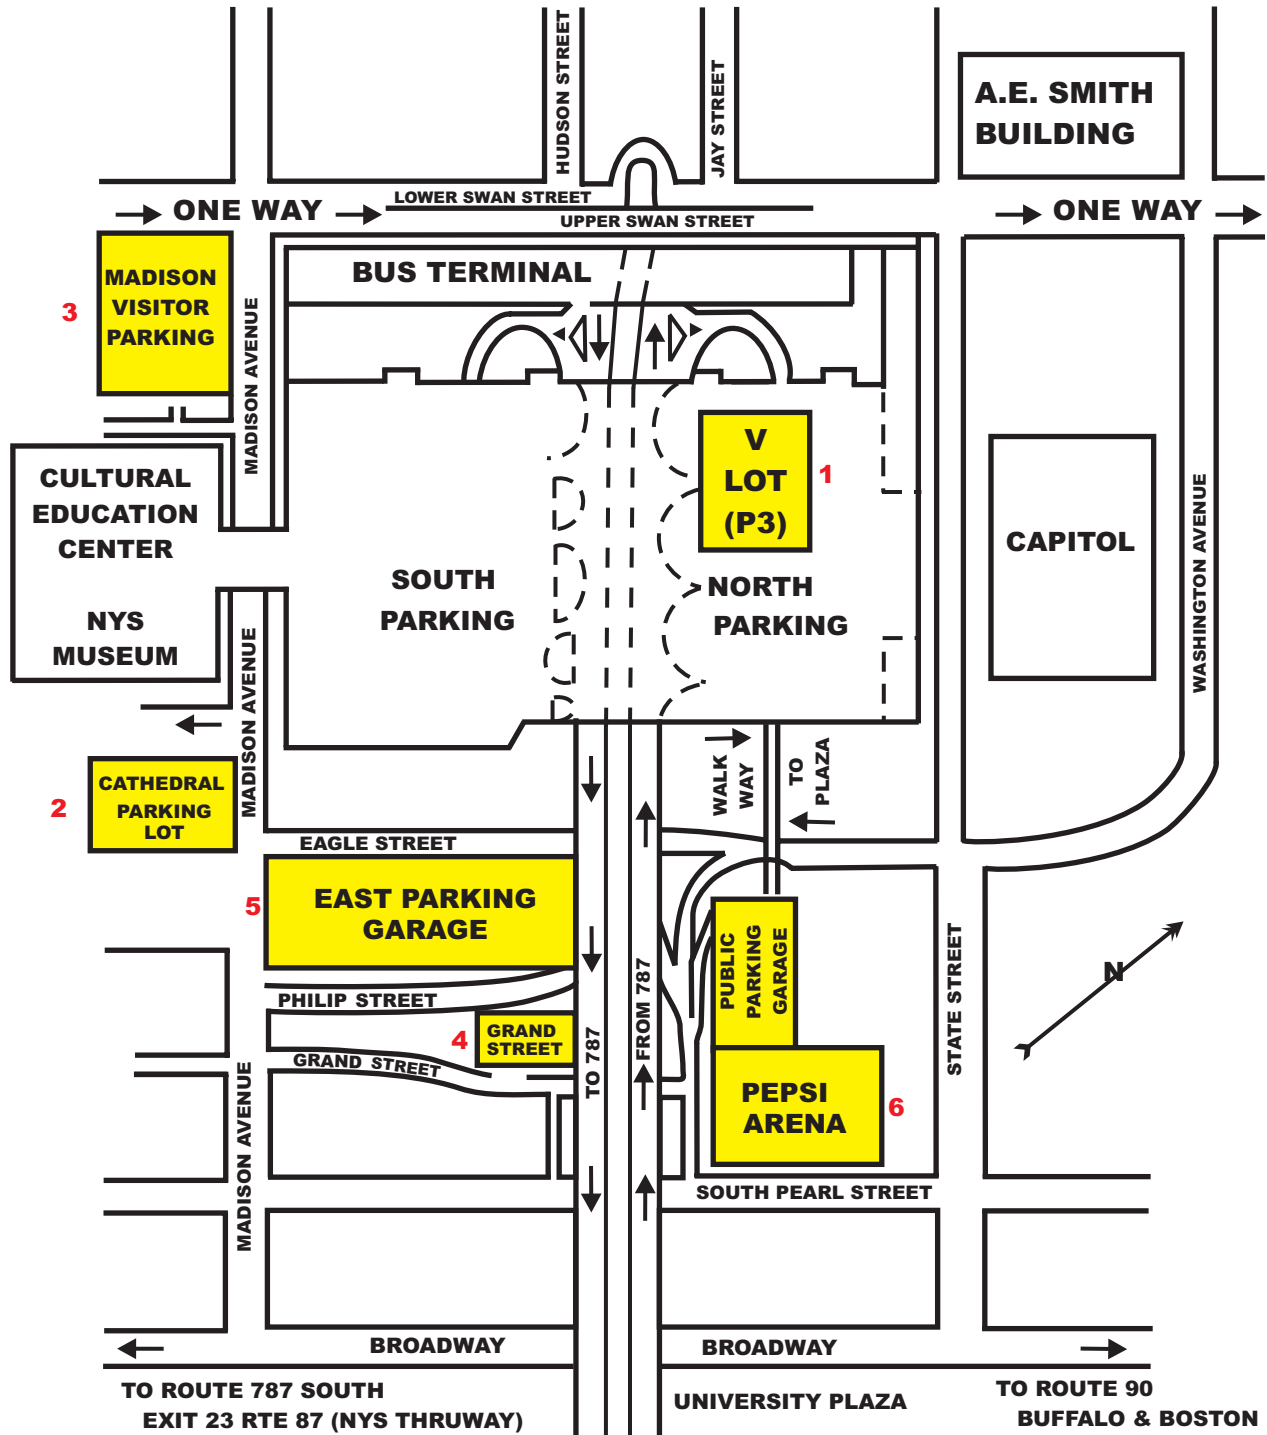 HUDSON STREET
JAY STREET
A.E. SMITH
BUILDING
LOWER SWAN STREET
ONE WAY
UPPER SWAN STREET
ONE WAY
MADISON
VISITOR
PARKING
3
MADISON AVENUE
BUS TERMINAL
V
LOT
(P3)
1
CULTURAL
EDUCATION
CENTER
NYS
MUSEUM
SOUTH
PARKING
NORTH
PARKING
CAPITOL
WASHINGTON AVENUE
MADISON AVENUE
WALK
WAY
TO
PLAZA
CATHEDRAL
PARKING
LOT
2
EAGLE STREET
EAST PARKING
GARAGE
5
PUBLIC
PARKING
GARAGE
STATE STREET
N
PHILIP STREET
GRAND
STREET
4
GRAND STREET
TO 787
FROM 787
PEPSI
ARENA
6
MADISON AVENUE
SOUTH PEARL STREET
BROADWAY
BROADWAY
TO ROUTE 787 SOUTH
EXIT 23 RTE 87 (NYS THRUWAY)
UNIVERSITY PLAZA
TO ROUTE 90
BUFFALO & BOSTON